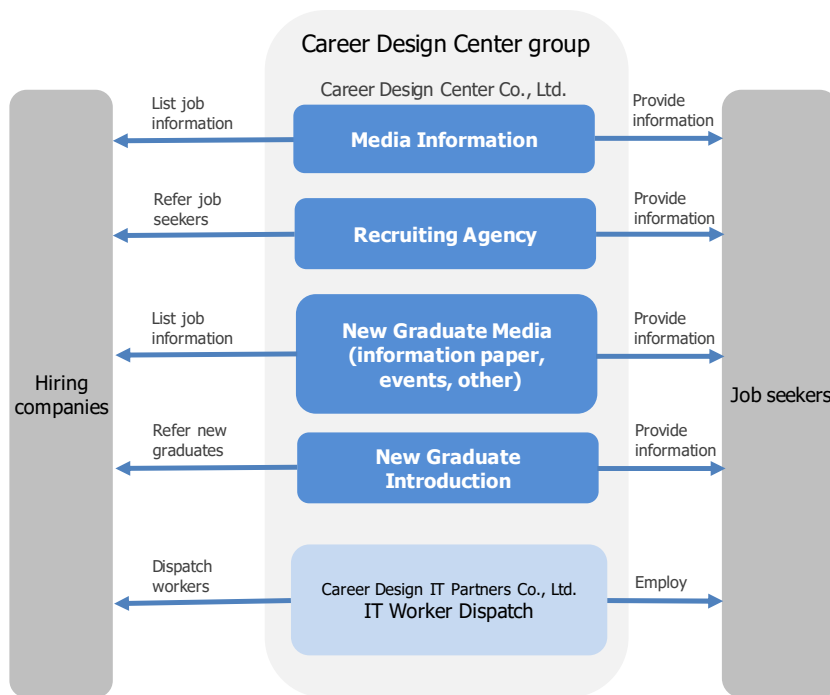 Career Design Center group
Career Design Center Co., Ltd.
List job
information
Media Information
Provide
information
Refer job
seekers
Recruiting Agency
Provide
information
List job
information
New Graduate Media
(information paper,
events, other)
Provide
information
Hiring
companies
Job seekers
Refer new
graduates
New Graduate
Introduction
Provide
information
Dispatch
workers
Career Design IT Partners Co., Ltd.
IT Worker Dispatch
Employ